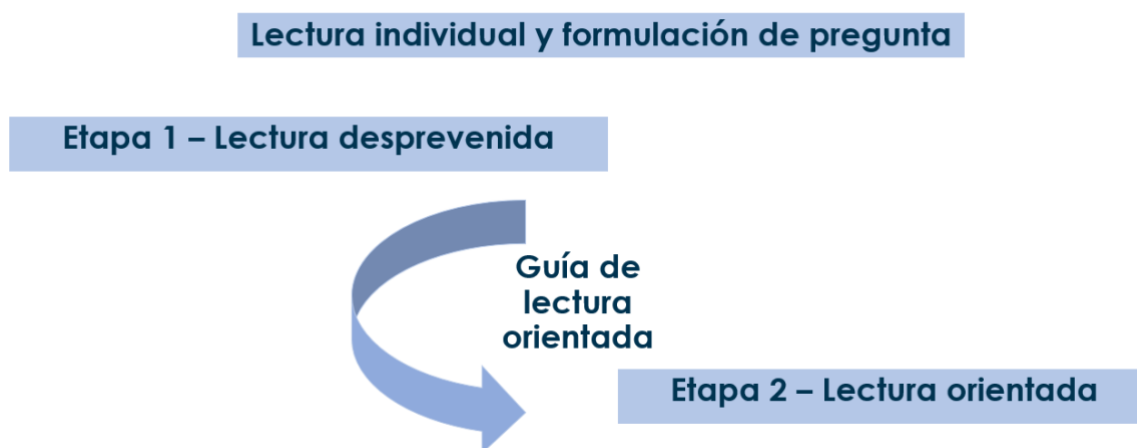 Lectura individual y formulación de pregunta
Etapa 1 – Lectura desprevenida
Guía de
lectura
orientada
Etapa 2 – Lectura orientada